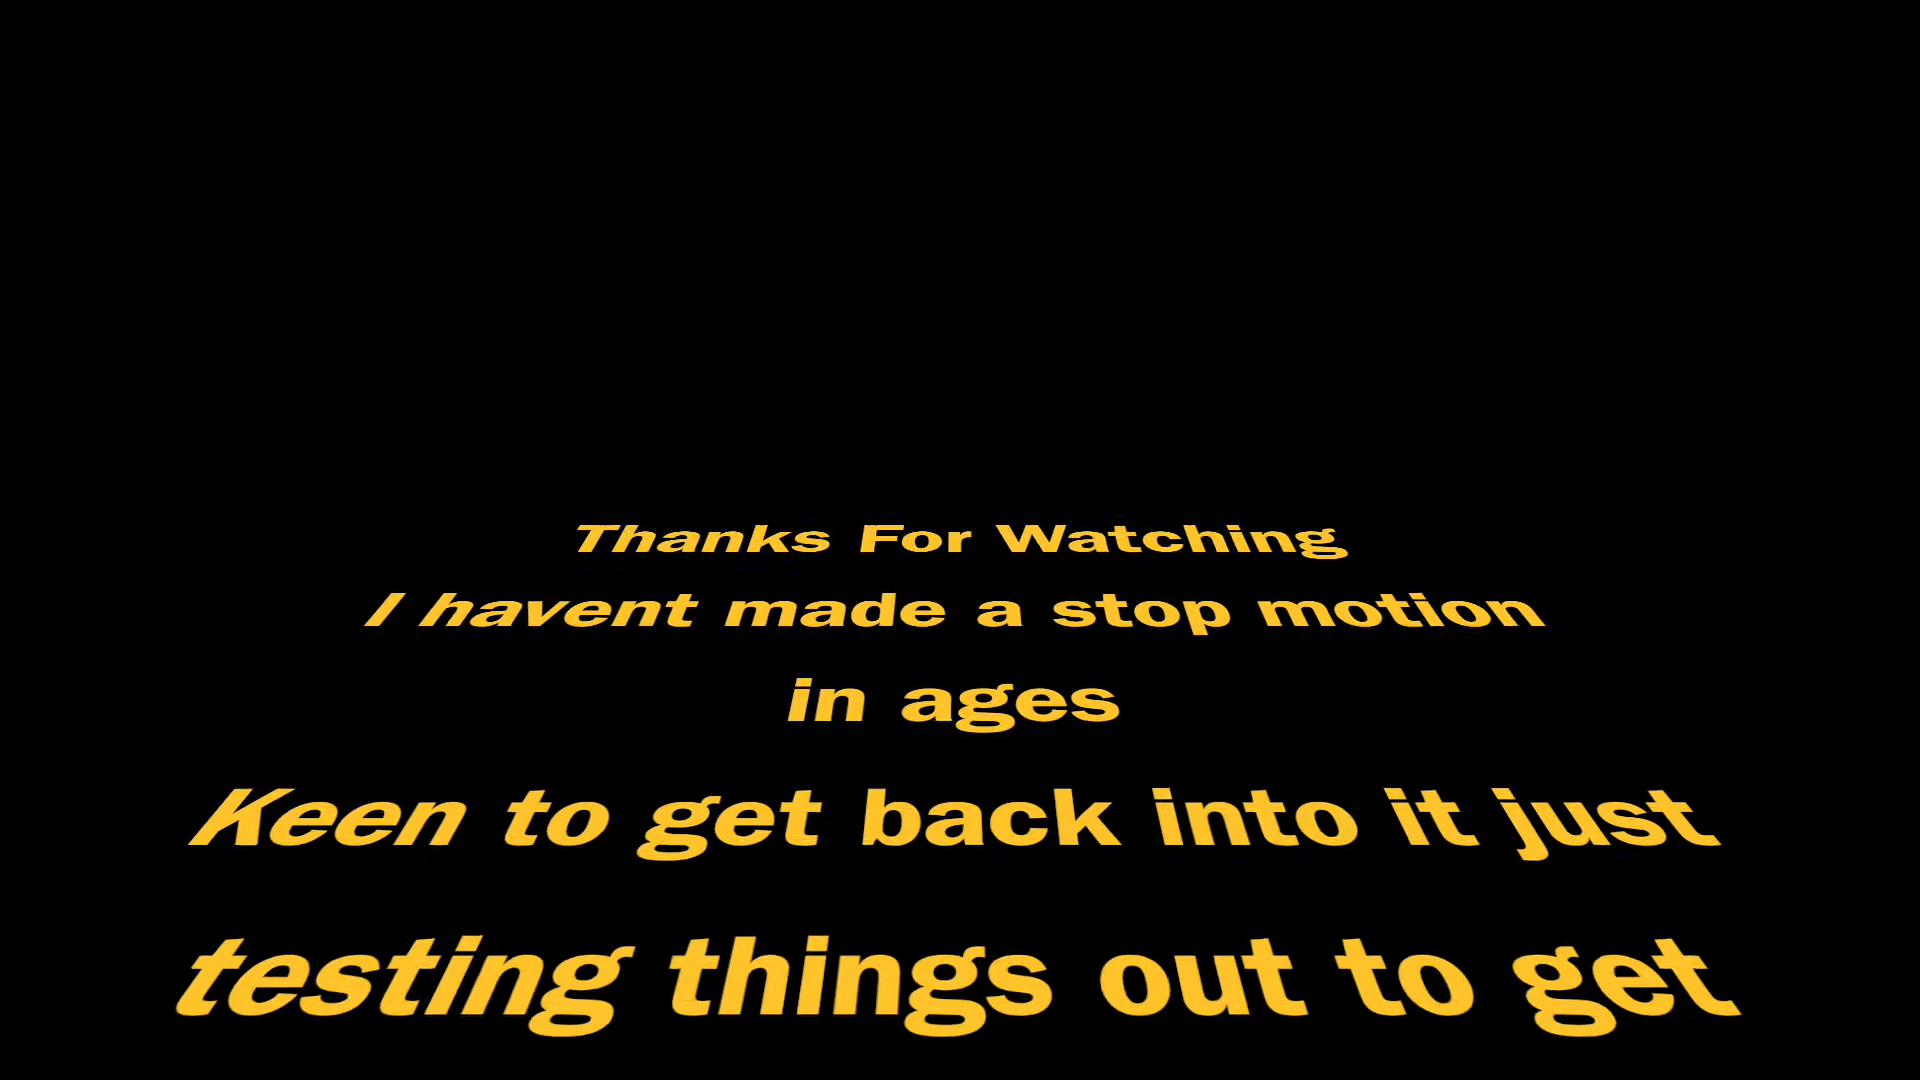 Thanks For Watching
I havent made a stop motion
in ages
Keen to get back into it just
testing things out to get